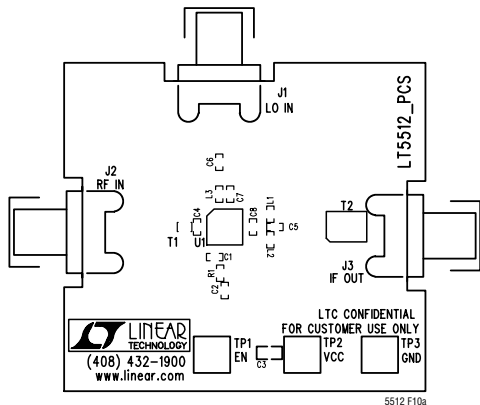 J1
LO IN
LT5512_PCS
J2
RF IN
C6
L3
C7
C4
C8
L1
C5
T2
T1
U1
L2
C1
R1
C2
J3
IF OUT
LTC CONFIDENTIAL
FOR CUSTOMER USE ONLY
LINEAR
TECHNOLOGY
(408) 432-1900
www.linear.com
TP1
EN
C3
TP2
VCC
TP3
GND
5512 F10a